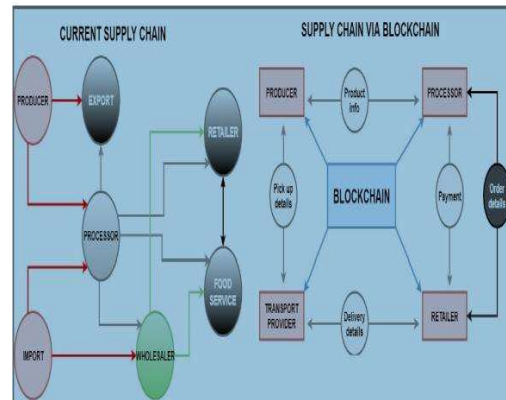 CURRENT SUPPLY CHAIN
PRODUCER
EXPORT
RETAILER
PROCESSOR
FOOD
SERVICE
IMPORT
WHOLESALER
SUPPLY CHAIN VIA BLOCKCHAIN
PRODUCER
Product
info
PROCESSOR
Pick up
details
BLOCKCHAIN
Payment
Order
details
TRANSPORT
PROVIDER
Delivery
details
RETAILER